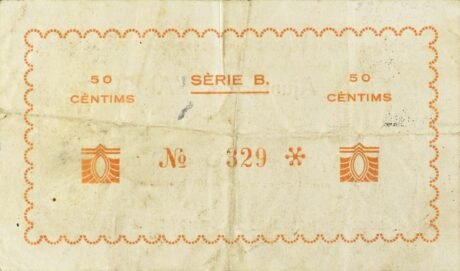 50 SÈRIE B. 50
CÈNTIMS CÈNTIMS
Nº 329 *